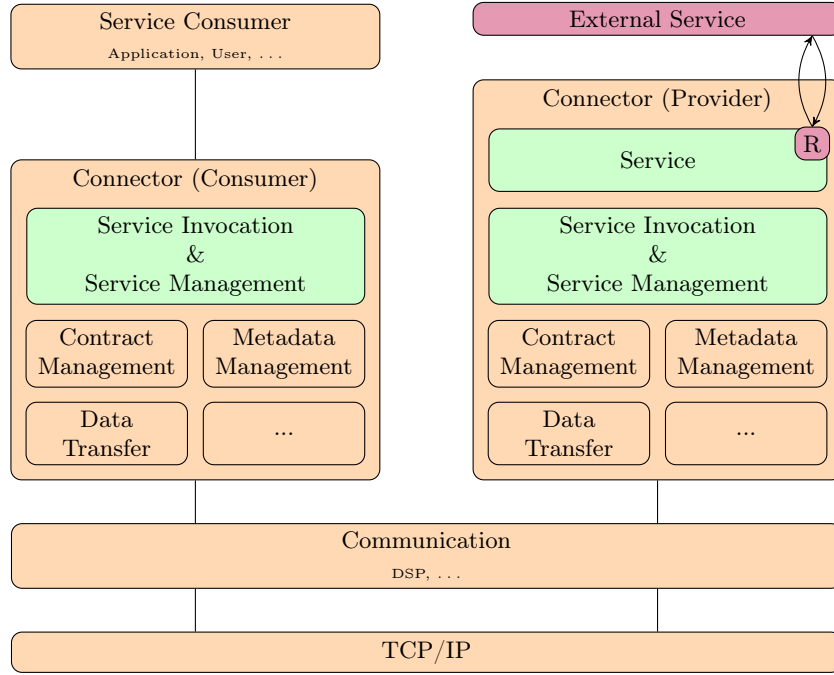 Service Consumer
Application, User, . . .
External Service
Connector (Provider)
R
Service
Connector (Consumer)
Service Invocation
&
Service Management
Service Invocation
&
Service Management
Contract
Management
Metadata
Management
Contract
Management
Metadata
Management
Data
Transfer
...
Data
Transfer
...
Communication
DSP, . . .
TCP/IP